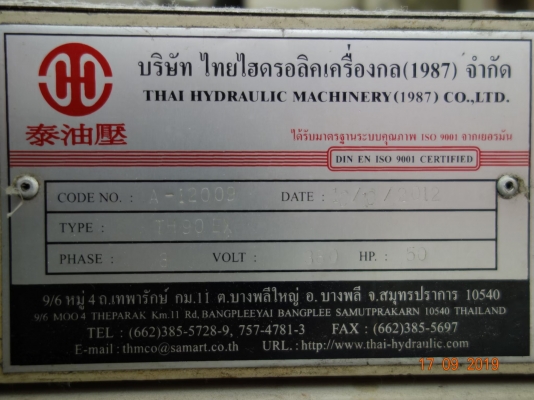 บริษัท ไทยไฮดรอลิคเครื่องกล(1987) จำกัด
THAI HYDRAULIC MACHINERY(1987) CO.,LTD.
泰油壓
ได้รับมาตรฐานระบบคุณภาพ ISO 9001 จากเยอรมัน
DIN EN ISO 9001 CERTIFIED
CODE NO. : A-12003 DATE :
TYPE :
PHASE : 3 VOLT : HP. : 50
9/6 หมู่ 4 ถ.เทพารักษ์ กม.11 ต.บางพลีใหญ่ อ. บางพลี จ.สมุทรปราการ 10540
9/6 MOO 4 THEPARAK Km.11 Rd, BANGPLEEYAI BANGPLEE SAMUTPRAKARN 10540 THAILAND
TEL : (662)385-5728-9, 757-4781-3 FAX : (662)385-5697
E-mail : thmco@samart.co.th URL.: http://www.thai-hydraulic.com
17 09 2019